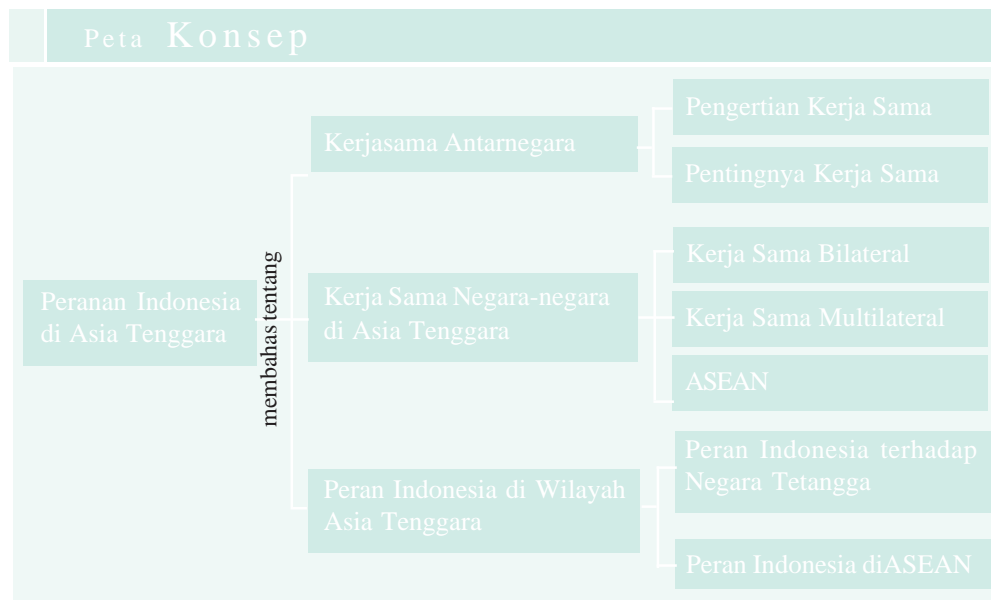 Peta Konsep
Peranan Indonesia
di Asia Tenggara
membahas tentang
Kerjasama Antarnegara
Pengertian Kerja Sama
Pentingnya Kerja Sama
Kerja Sama Negara-negara
di Asia Tenggara
Kerja Sama Bilateral
Kerja Sama Multilateral
ASEAN
Peran Indonesia di Wilayah
Asia Tenggara
Peran Indonesia terhadap
Negara Tetangga
Peran Indonesia diASEAN